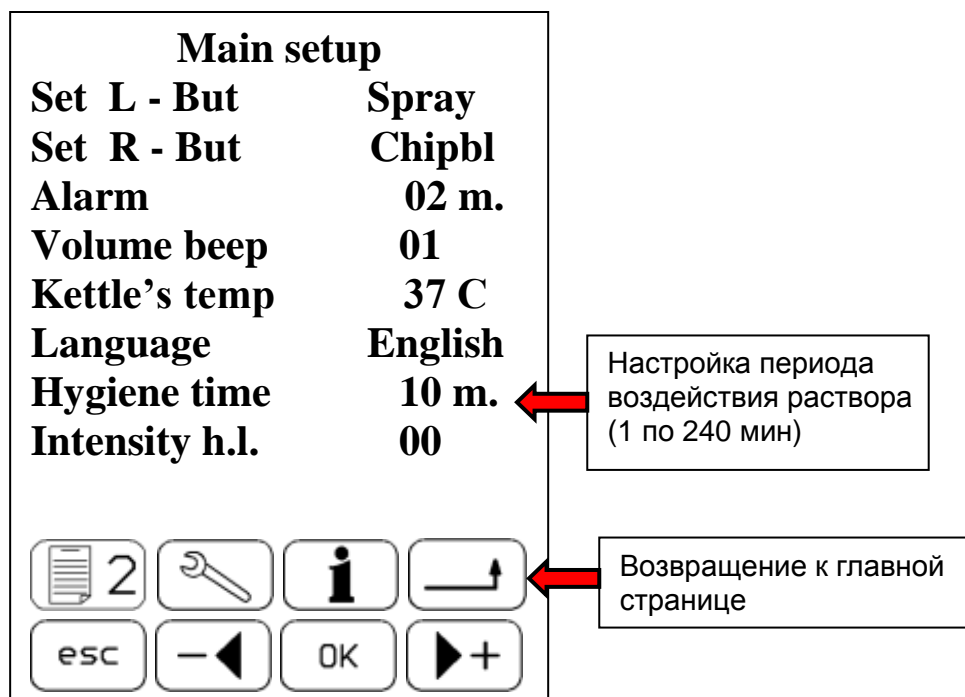 Main setup
Set L - But Spray
Set R - But Chipbl
Alarm 02 m.
Volume beep 01
Kettle's temp 37 C
Language English
Hygiene time 10 m.
Intensity h.l. 00
Настройка периода
воздействия раствора
(1 по 240 мин)
2
Возвращение к главной
странице
esc - OK +